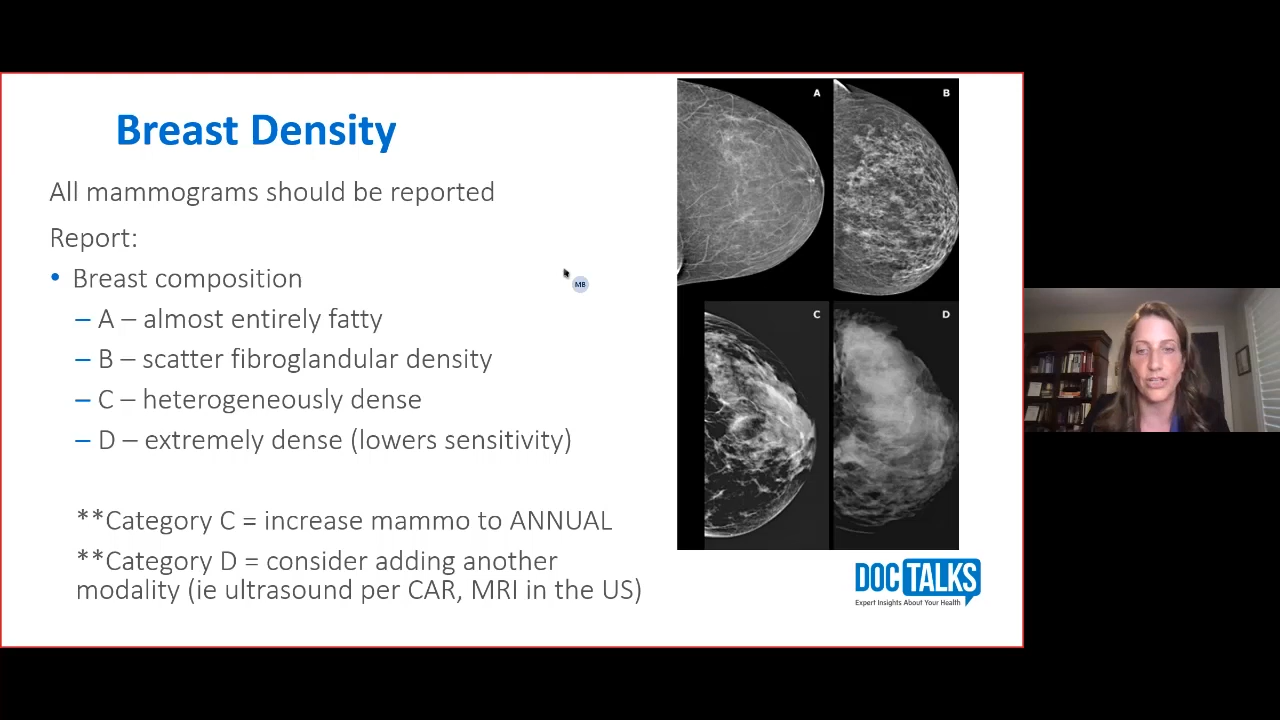 Breast Density
All mammograms should be reported
Report:
• Breast composition
– A – almost entirely fatty
– B – scatter fibroglandular density
– C – heterogeneously dense
– D – extremely dense (lowers sensitivity)
**Category C = increase mammo to ANNUAL
**Category D = consider adding another
modality (ie ultrasound per CAR, MRI in the US)
A
B
C
D
MB
DOC TALKS
Expert Insights About Your Health